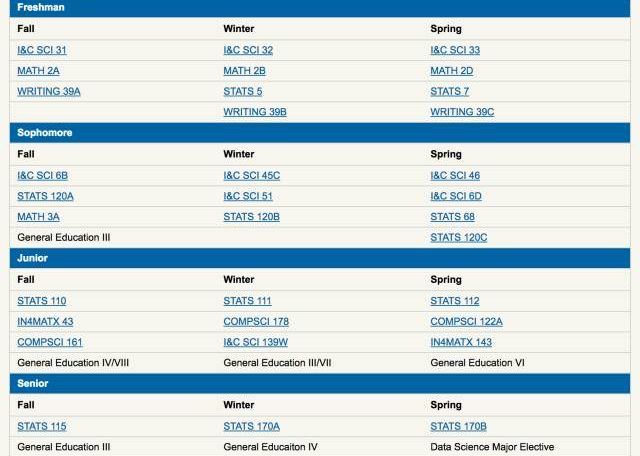 Freshman
Fall Winter Spring
I&C SCI 31 I&C SCI 32 I&C SCI 33
MATH 2A MATH 2B MATH 2D
WRITING 39A STATS 5 STATS 7
WRITING 39B WRITING 39C
Sophomore
Fall Winter Spring
I&C SCI 6B I&C SCI 45C I&C SCI 46
STATS 120A I&C SCI 51 I&C SCI 6D
MATH 3A STATS 120B STATS 68
General Education III STATS 120C
Junior
Fall Winter Spring
STATS 110 STATS 111 STATS 112
IN4MATX 43 COMPSCI 178 COMPSCI 122A
COMPSCI 161 I&C SCI 139W IN4MATX 143
General Education IV/VIII General Education III/VII General Education VI
Senior
Fall Winter Spring
STATS 115 STATS 170A STATS 170B
General Education III General Educaiton IV Data Science Major Elective